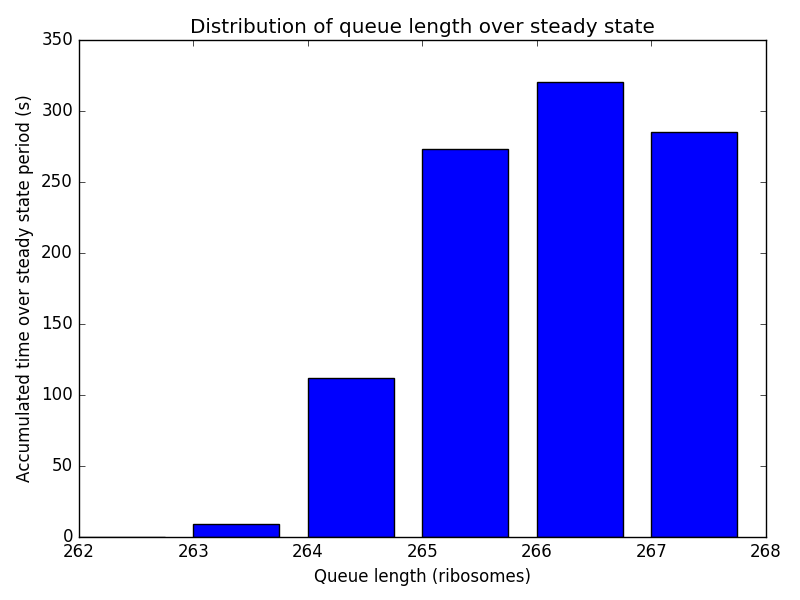 Distribution of queue length over steady state
Accumulated time over steady state period (s)
350
300
250
200
150
100
50
0
262 263 264 265 266 267 268
Queue length (ribosomes)